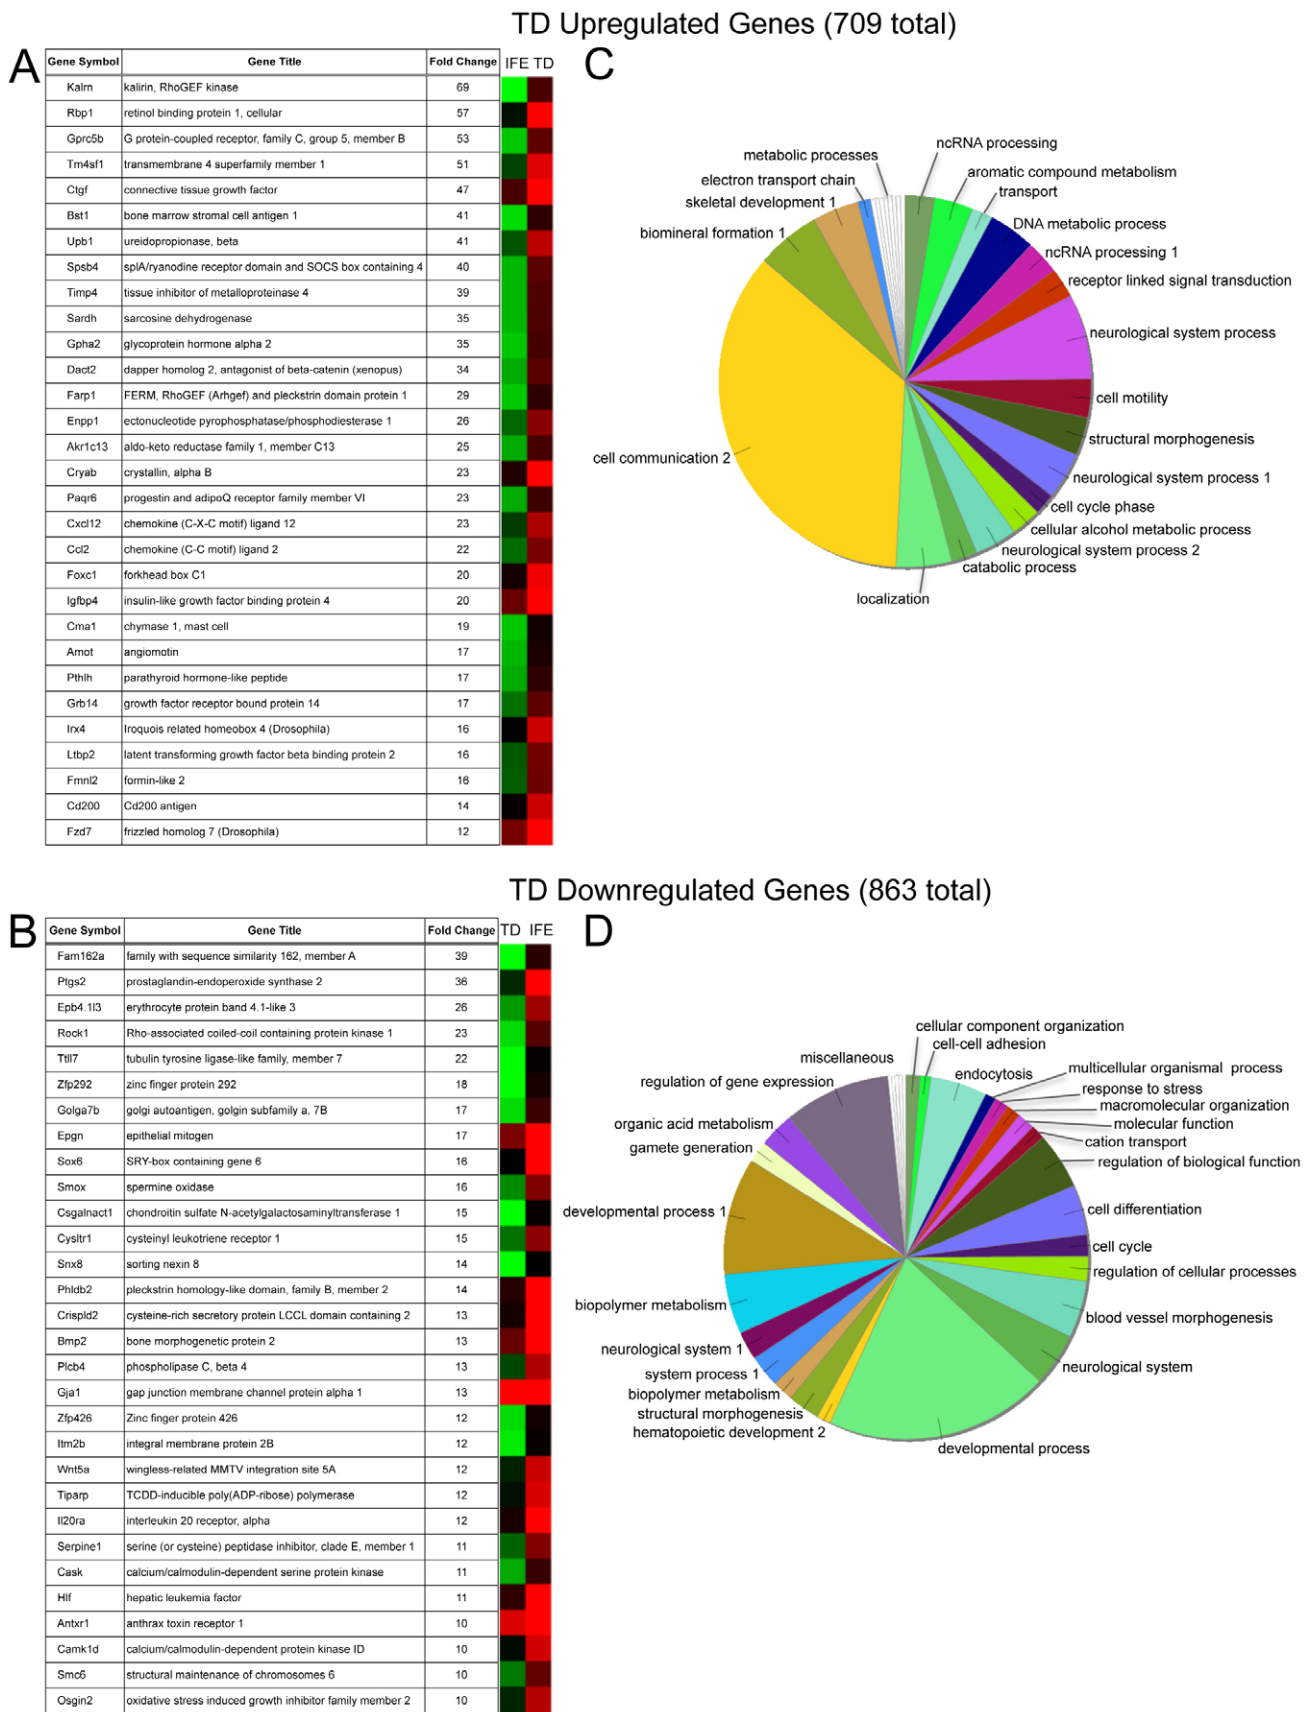 TD Upregulated Genes (709 total)
A
Gene Symbol Gene Title Fold Change IFE TD
Kalrn kalirin, RhoGEF kinase 69
Rbp1 retinol binding protein 1, cellular 57
Gprc5b G protein-coupled receptor, family C, group 5, member B 53
Tm4sf1 transmembrane 4 superfamily member 1 51
Ctgf connective tissue growth factor 47
Bst1 bone marrow stromal cell antigen 1 41
Upb1 ureidopropionase, beta 41
Spsb4 splA/ryanodine receptor domain and SOCS box containing 4 40
Timp4 tissue inhibitor of metalloproteinase 4 39
Sardh sarcosine dehydrogenase 35
Gpha2 glycoprotein hormone alpha 2 35
Dact2 dapper homolog 2, antagonist of beta-catenin (xenopus) 34
Farp1 FERM, RhoGEF (Arhgef) and pleckstrin domain protein 1 29
Enpp1 ectonucleotide pyrophosphatase/phosphodiesterase 1 26
Akr1c13 aldo-keto reductase family 1, member C13 25
Cryab crystallin, alpha B 23
Paqr6 progestin and adipoQ receptor family member VI 23
Cxcl12 chemokine (C-X-C motif) ligand 12 23
Ccl2 chemokine (C-C motif) ligand 2 22
Foxc1 forkhead box C1 20
Igfbp4 insulin-like growth factor binding protein 4 20
Cma1 chymase 1, mast cell 19
Amot angiomotin 17
Pthlh parathyroid hormone-like peptide 17
Grb14 growth factor receptor bound protein 14 17
Irx4 Iroquois related homeobox 4 (Drosophila) 16
Ltbp2 latent transforming growth factor beta binding protein 2 16
Fmnl2 formin-like 2 16
Cd200 Cd200 antigen 14
Fzd7 frizzled homolog 7 (Drosophila) 12
C
ncRNA processing
aromatic compound metabolism
transport
DNA metabolic process
ncRNA processing 1
receptor linked signal transduction
neurological system process
cell motility
structural morphogenesis
neurological system process 1
cell cycle phase
cellular alcohol metabolic process
neurological system process 2
catabolic process
localization
cell communication 2
biomineral formation 1
skeletal development 1
electron transport chain
metabolic processes
TD Downregulated Genes (863 total)
B
Gene Symbol Gene Title Fold Change TD IFE
Fam162a family with sequence similarity 162, member A 39
Ptgs2 prostaglandin-endoperoxide synthase 2 36
Epb4.1l3 erythrocyte protein band 4.1-like 3 26
Rock1 Rho-associated coiled-coil containing protein kinase 1 23
Ttll7 tubulin tyrosine ligase-like family, member 7 22
Zfp292 zinc finger protein 292 18
Golga7b golgi autoantigen, golgin subfamily a, 7B 17
Epgn epithelial mitogen 17
Sox6 SRY-box containing gene 6 16
Smox spermine oxidase 16
Csgalnact1 chondroitin sulfate N-acetylgalactosaminyltransferase 1 15
Cysltr1 cysteinyl leukotriene receptor 1 15
Snx8 sorting nexin 8 14
Phldb2 pleckstrin homology-like domain, family B, member 2 14
Crispld2 cysteine-rich secretory protein LCCL domain containing 2 13
Bmp2 bone morphogenetic protein 2 13
Plcb4 phospholipase C, beta 4 13
Gja1 gap junction membrane channel protein alpha 1 13
Zfp426 Zinc finger protein 426 12
Itm2b integral membrane protein 2B 12
Wnt5a wingless-related MMTV integration site 5A 12
Tiparp TCDD-inducible poly(ADP-ribose) polymerase 12
Il20ra interleukin 20 receptor, alpha 12
Serpine1 serine (or cysteine) peptidase inhibitor, clade E, member 1 11
Cask calcium/calmodulin-dependent serine protein kinase 11
Hlf hepatic leukemia factor 11
Antxr1 anthrax toxin receptor 1 10
Camk1d calcium/calmodulin-dependent protein kinase ID 10
Smc6 structural maintenance of chromosomes 6 10
Osgin2 oxidative stress induced growth inhibitor family member 2 10
D
cellular component organization
cell-cell adhesion
endocytosis
multicellular organismal process
response to stress
macromolecular organization
molecular function
cation transport
regulation of biological function
cell differentiation
cell cycle
regulation of cellular processes
blood vessel morphogenesis
neurological system
developmental process
hematopoietic development 2
structural morphogenesis
biopolymer metabolism
system process 1
neurological system 1
biopolymer metabolism
developmental process 1
gamete generation
organic acid metabolism
regulation of gene expression
miscellaneous